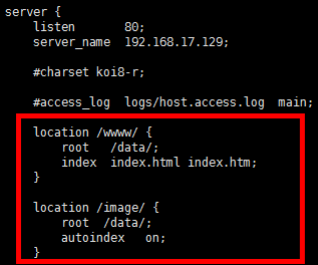 server {
    listen       80;
    server_name  192.168.17.129;
    #charset koi8-r;
    #access_log  logs/host.access.log  main;
    location /www/ {
        root   /data/;
        index  index.html index.htm;
    }
    location /image/ {
        root  /data/;
        autoindex   on;
    }